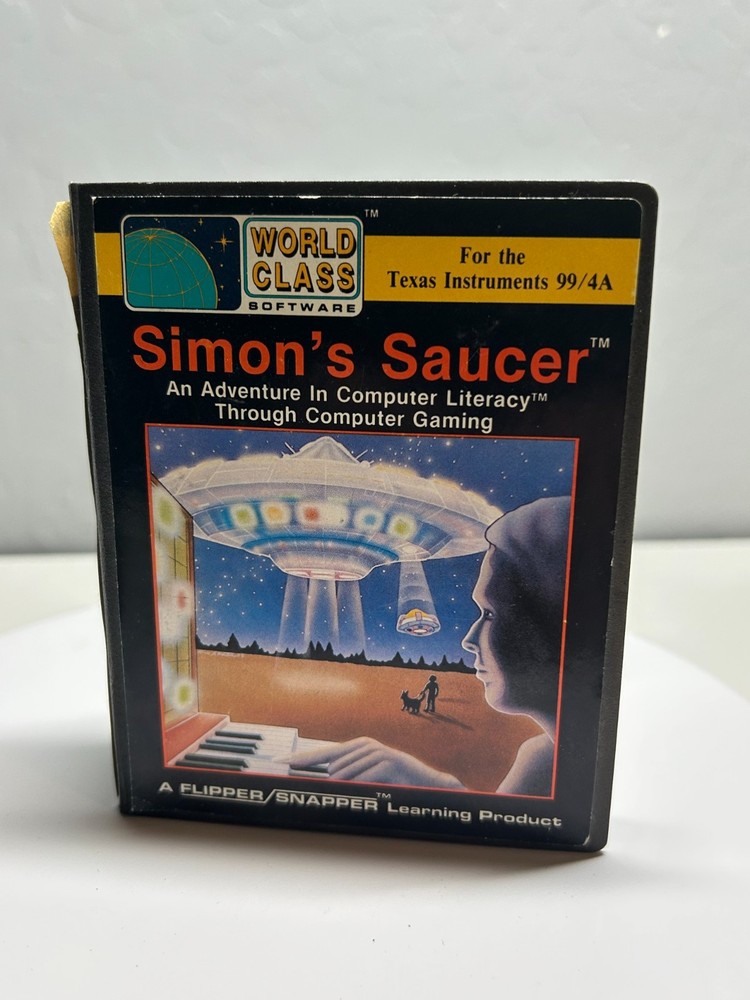 WORLD
CLASS
SOFTWARE
TM
For the
Texas Instruments 99/4A
Simon's Saucer™
An Adventure In Computer Literacy™
Through Computer Gaming
A FLIPPER/SNAPPER™ Learning Product